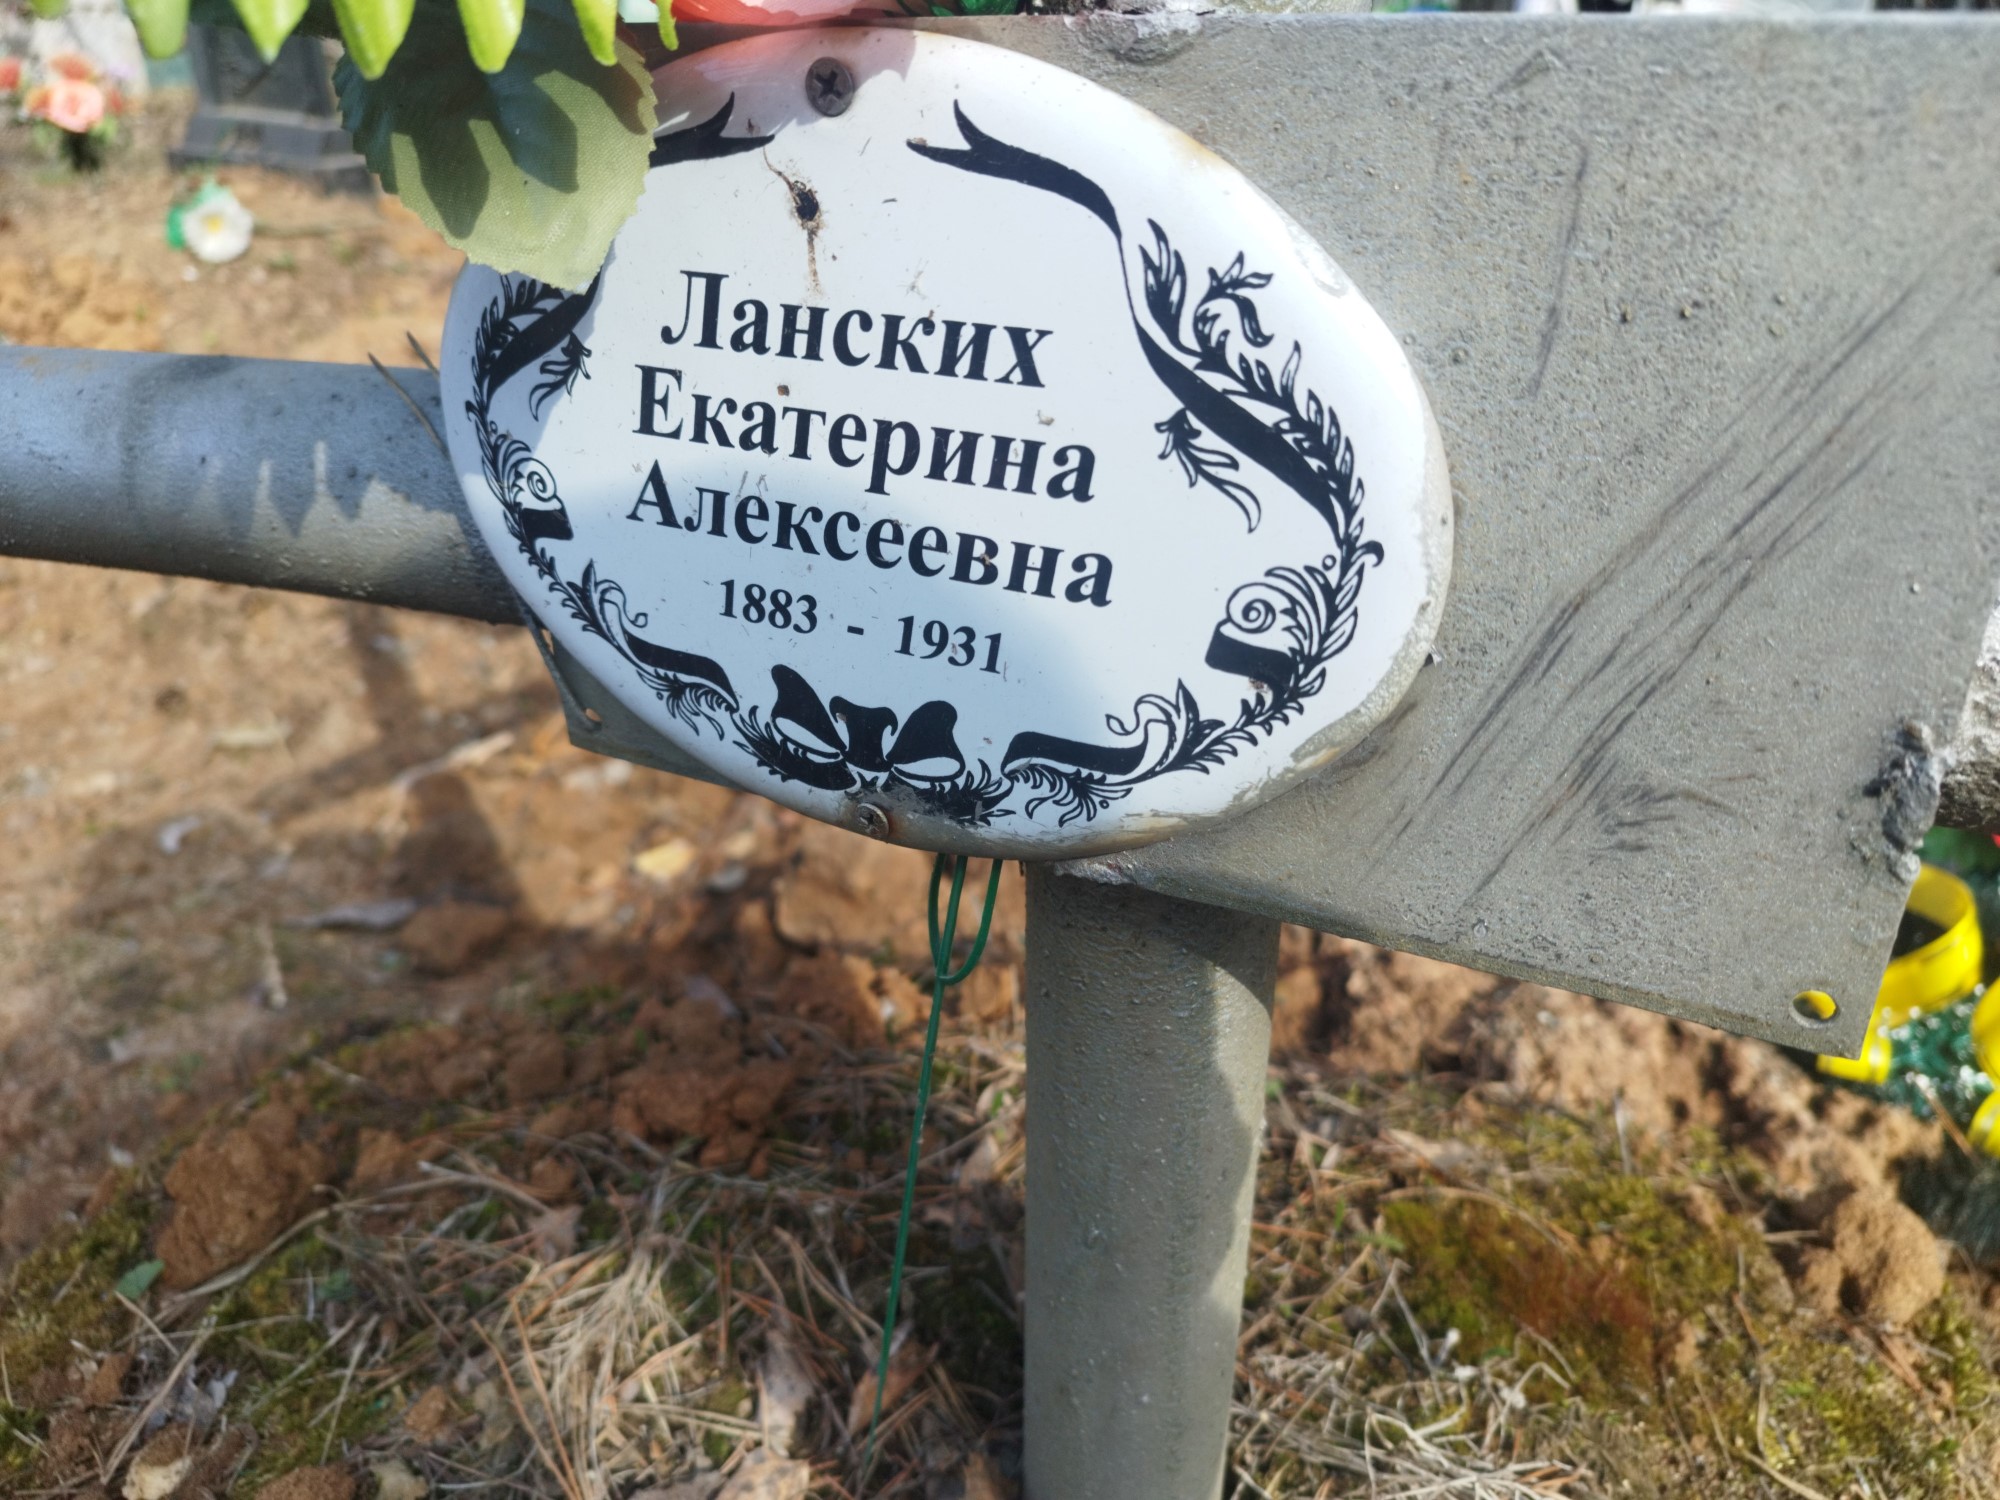 Ланских
Екатерина
Алексеевна
1883 - 1931